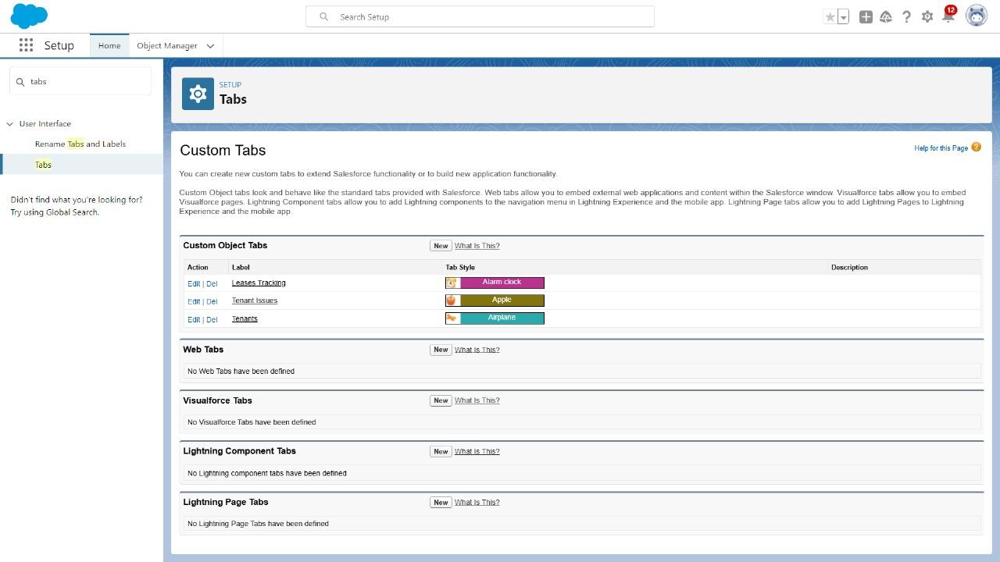 Search Setup
12
Setup
Home
Object Manager
tabs
User Interface
Rename Tabs and Labels
Tabs
Didn't find what you're looking for?
Try using Global Search.
SETUP
Tabs
Custom Tabs
Help for this Page ?
You can create new custom tabs to extend Salesforce functionality or to build new application functionality.
Custom Object tabs look and behave like the standard tabs provided with Salesforce. Web tabs allow you to embed external web applications and content within the Salesforce window. Visualforce tabs allow you to embed
Visualforce pages. Lightning Component tabs allow you to add Lightning components to the navigation menu in Lightning Experience and the mobile app. Lightning Page tabs allow you to add Lightning Pages to Lightning
Experience and the mobile app.
Custom Object Tabs New What Is This?
Action Label Tab Style Description
Edit | Del Leases Tracking Alarm clock
Edit | Del Tenant Issues Apple
Edit | Del Tenants Airplane
Web Tabs New What Is This?
No Web Tabs have been defined
Visualforce Tabs New What Is This?
No Visualforce Tabs have been defined
Lightning Component Tabs New What Is This?
No Lightning component tabs have been defined
Lightning Page Tabs New What Is This?
No Lightning Page Tabs have been defined